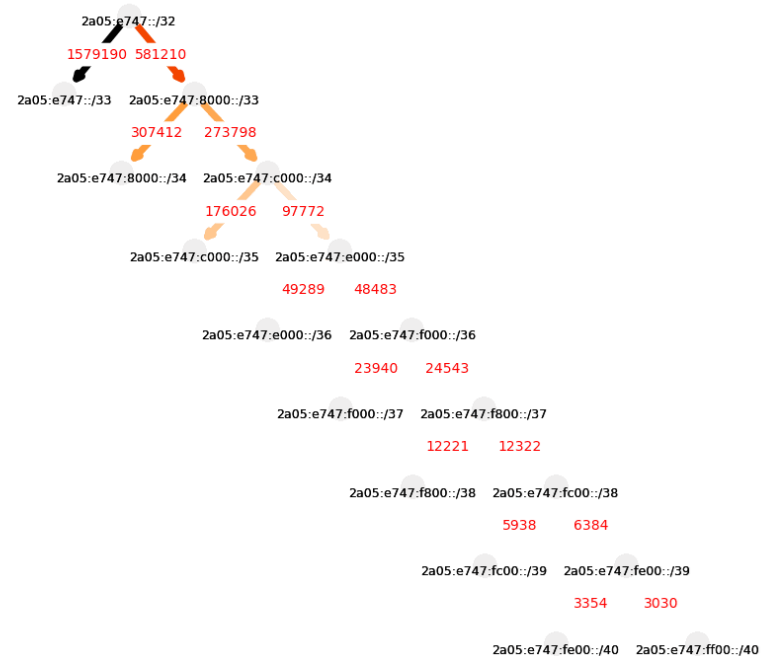 2a05:e747::/32
1579190 581210
2a05:e747::/33 2a05:e747:8000::/33
307412 273798
2a05:e747:8000::/34 2a05:e747:c000::/34
176026 97772
2a05:e747:c000::/35 2a05:e747:e000::/35
49289 48483
2a05:e747:e000::/36 2a05:e747:f000::/36
23940 24543
2a05:e747:f000::/37 2a05:e747:f800::/37
12221 12322
2a05:e747:f800::/38 2a05:e747:fc00::/38
5938 6384
2a05:e747:fc00::/39 2a05:e747:fe00::/39
3354 3030
2a05:e747:fe00::/40 2a05:e747:ff00::/40